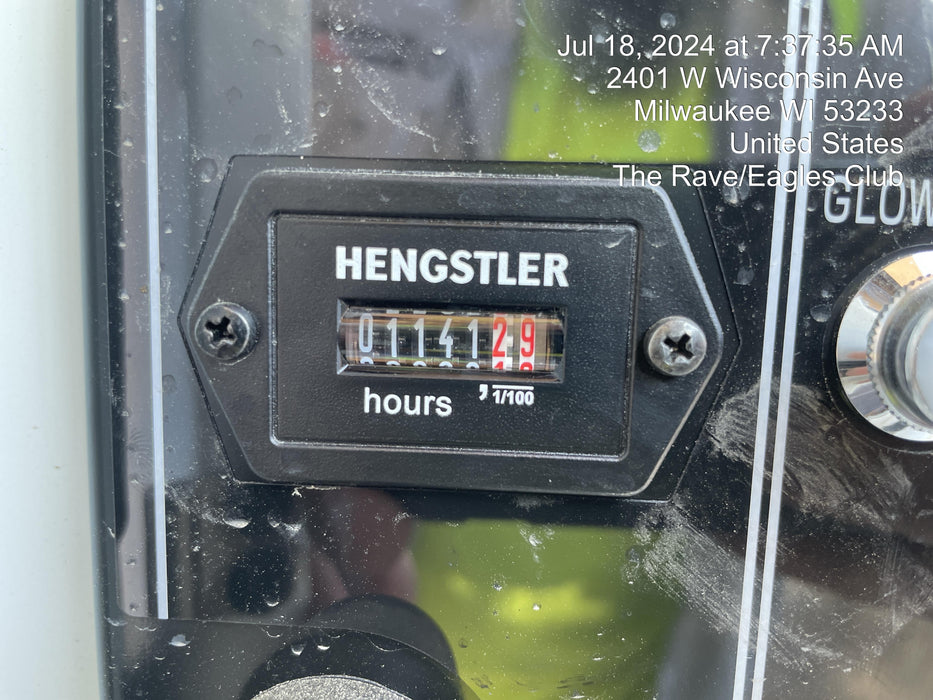 Jul 18, 2024 at 7:37:35 AM
2401 W Wisconsin Ave
Milwaukee WI 53233
United States
The Rave/Eagles Club
GLOW
HENGSTLER
0114129
hours , 1/100